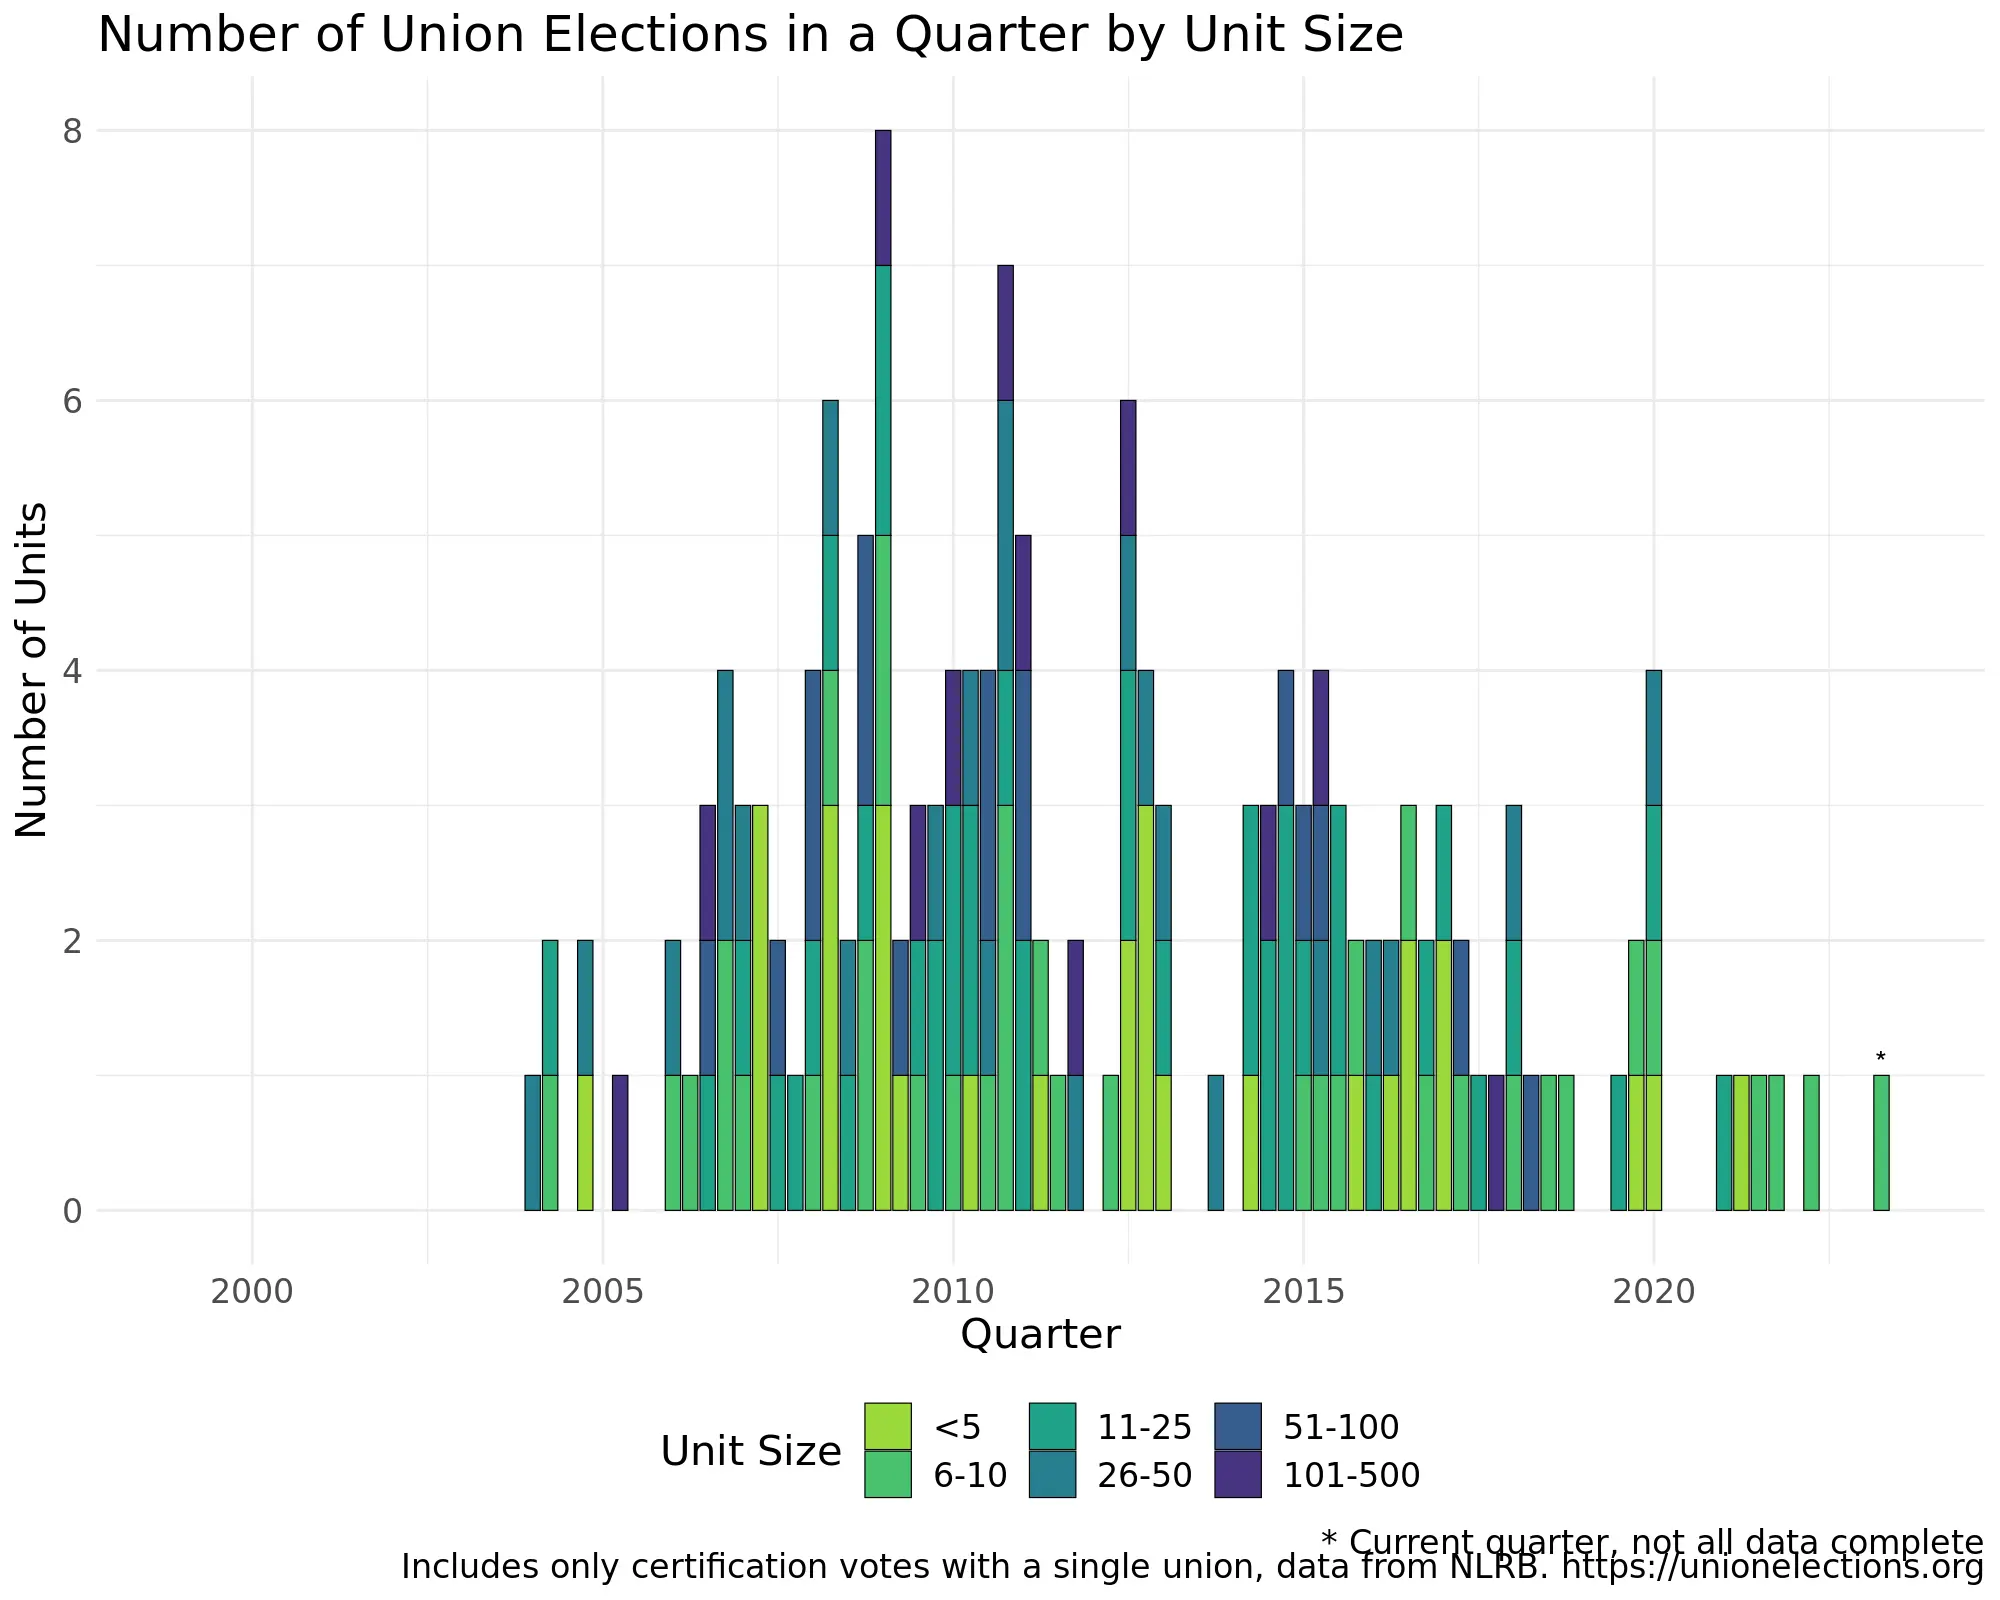 Number of Union Elections in a Quarter by Unit Size
Number of Units
8
6
4
2
0
*
2000 2005 2010 2015 2020
Quarter
Unit Size
<5 11-25 51-100
6-10 26-50 101-500
* Current quarter, not all data complete
Includes only certification votes with a single union, data from NLRB. https://unionelections.org